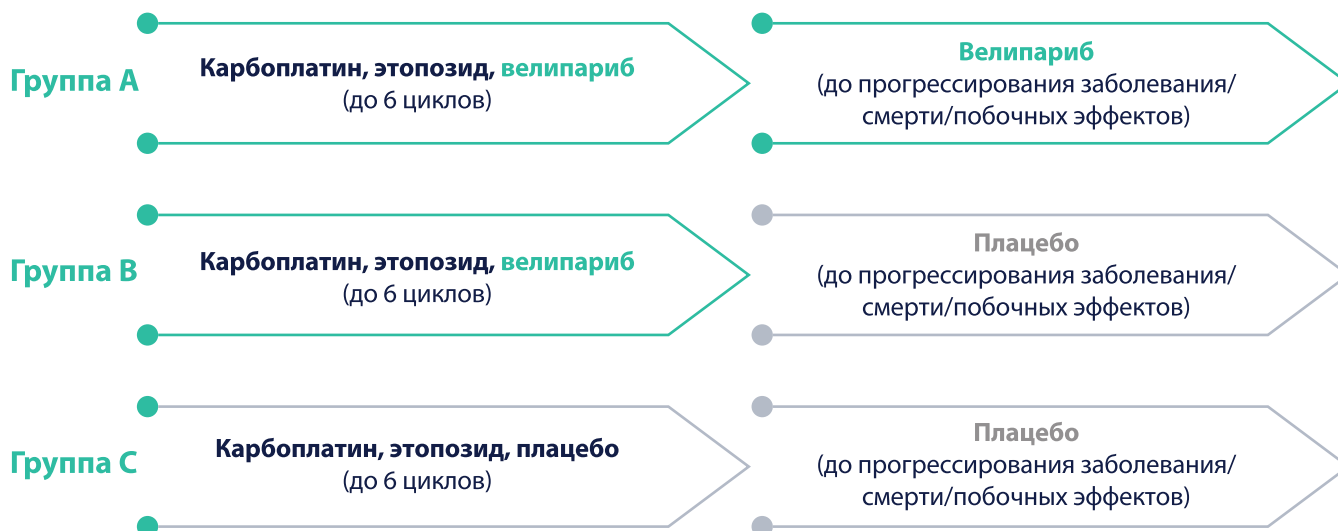 Группа A
Карбоплатин, этопозид, велипариб
(до 6 циклов)
Велипариб
(до прогрессирования заболевания/
смерти/побочных эффектов)
Группа B
Карбоплатин, этопозид, велипариб
(до 6 циклов)
Плацебо
(до прогрессирования заболевания/
смерти/побочных эффектов)
Группа C
Карбоплатин, этопозид, плацебо
(до 6 циклов)
Плацебо
(до прогрессирования заболевания/
смерти/побочных эффектов)